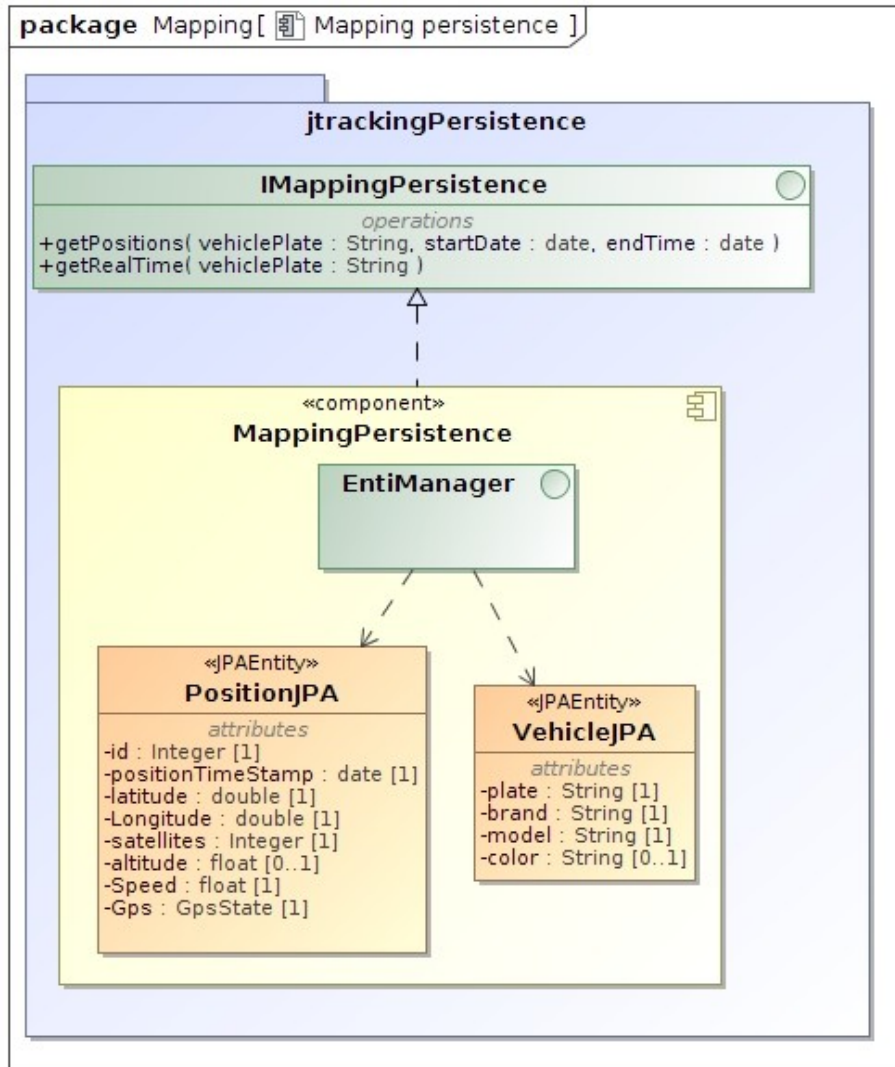 package Mapping[ Mapping persistence ]
jtrackingPersistence
IMappingPersistence
operations
+getPositions( vehiclePlate : String, startDate : date, endTime : date )
+getRealTime( vehiclePlate : String )
«component»
MappingPersistence
EntiManager
«JPAEntity»
PositionJPA
attributes
-id : Integer [1]
-positionTimeStamp : date [1]
-latitude : double [1]
-Longitude : double [1]
-satellites : Integer [1]
-altitude : float [0..1]
-Speed : float [1]
-Gps : GpsState [1]
«JPAEntity»
VehicleJPA
attributes
-plate : String [1]
-brand : String [1]
-model : String [1]
-color : String [0..1]